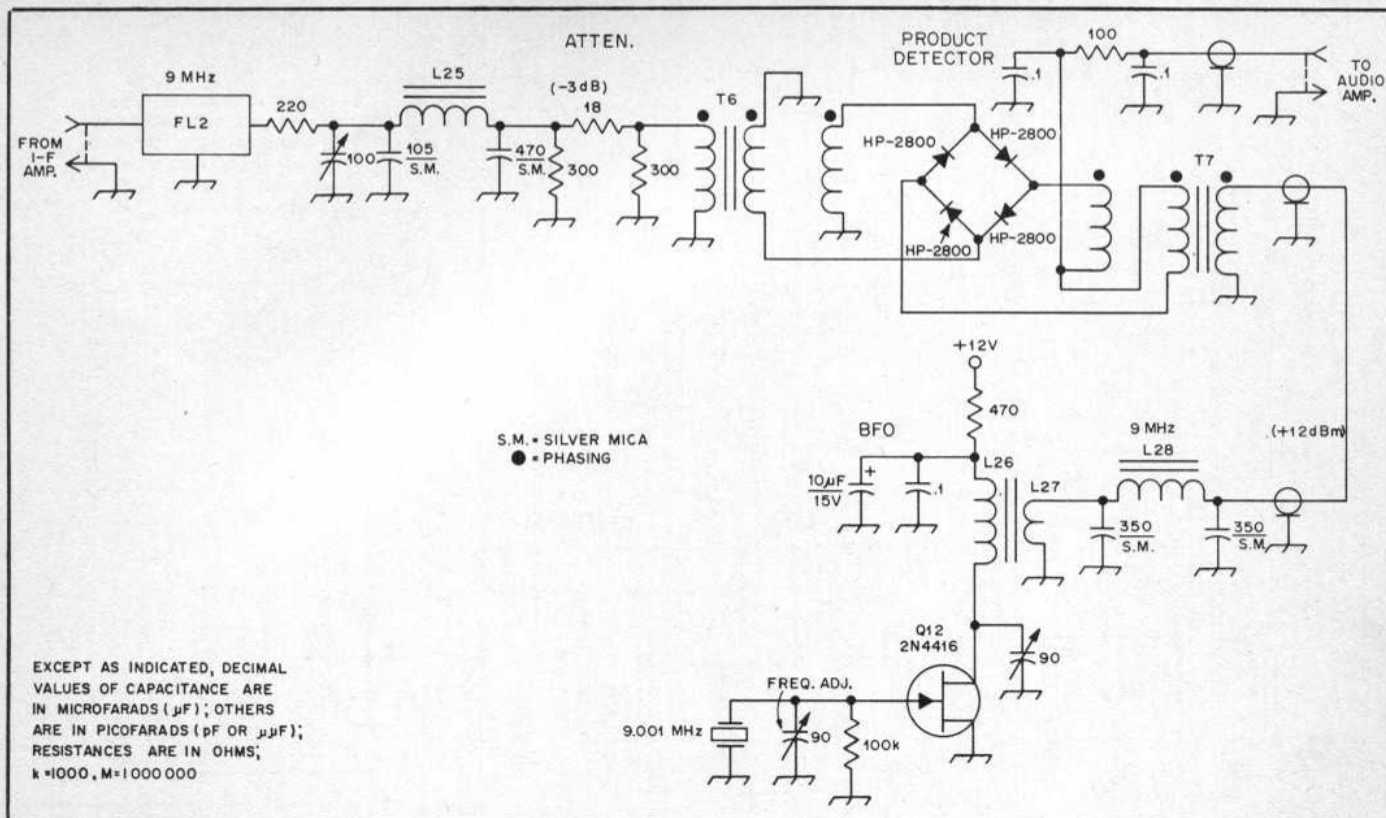 ATTEN.
PRODUCT
DETECTOR
100
.1
.1
TO
AUDIO
AMP.
9 MHz
FL2
FROM
I-F
AMP.
220
100
105
S.M.
L25
470
S.M.
(-3dB)
18
300
300
T6
HP-2800
HP-2800
HP-2800
HP-2800
T7
+12V
470
BFO
10µF
15V
+
.1
L26
L27
9 MHz
L28
(+12dBm)
350
S.M.
350
S.M.
S.M. = SILVER MICA
● = PHASING
Q12
2N4416
90
FREQ. ADJ.
9.001 MHz
90
100k
EXCEPT AS INDICATED, DECIMAL
VALUES OF CAPACITANCE ARE
IN MICROFARADS (µF); OTHERS
ARE IN PICOFARADS (pF OR µµF);
RESISTANCES ARE IN OHMS;
k=1000, M=1000 000